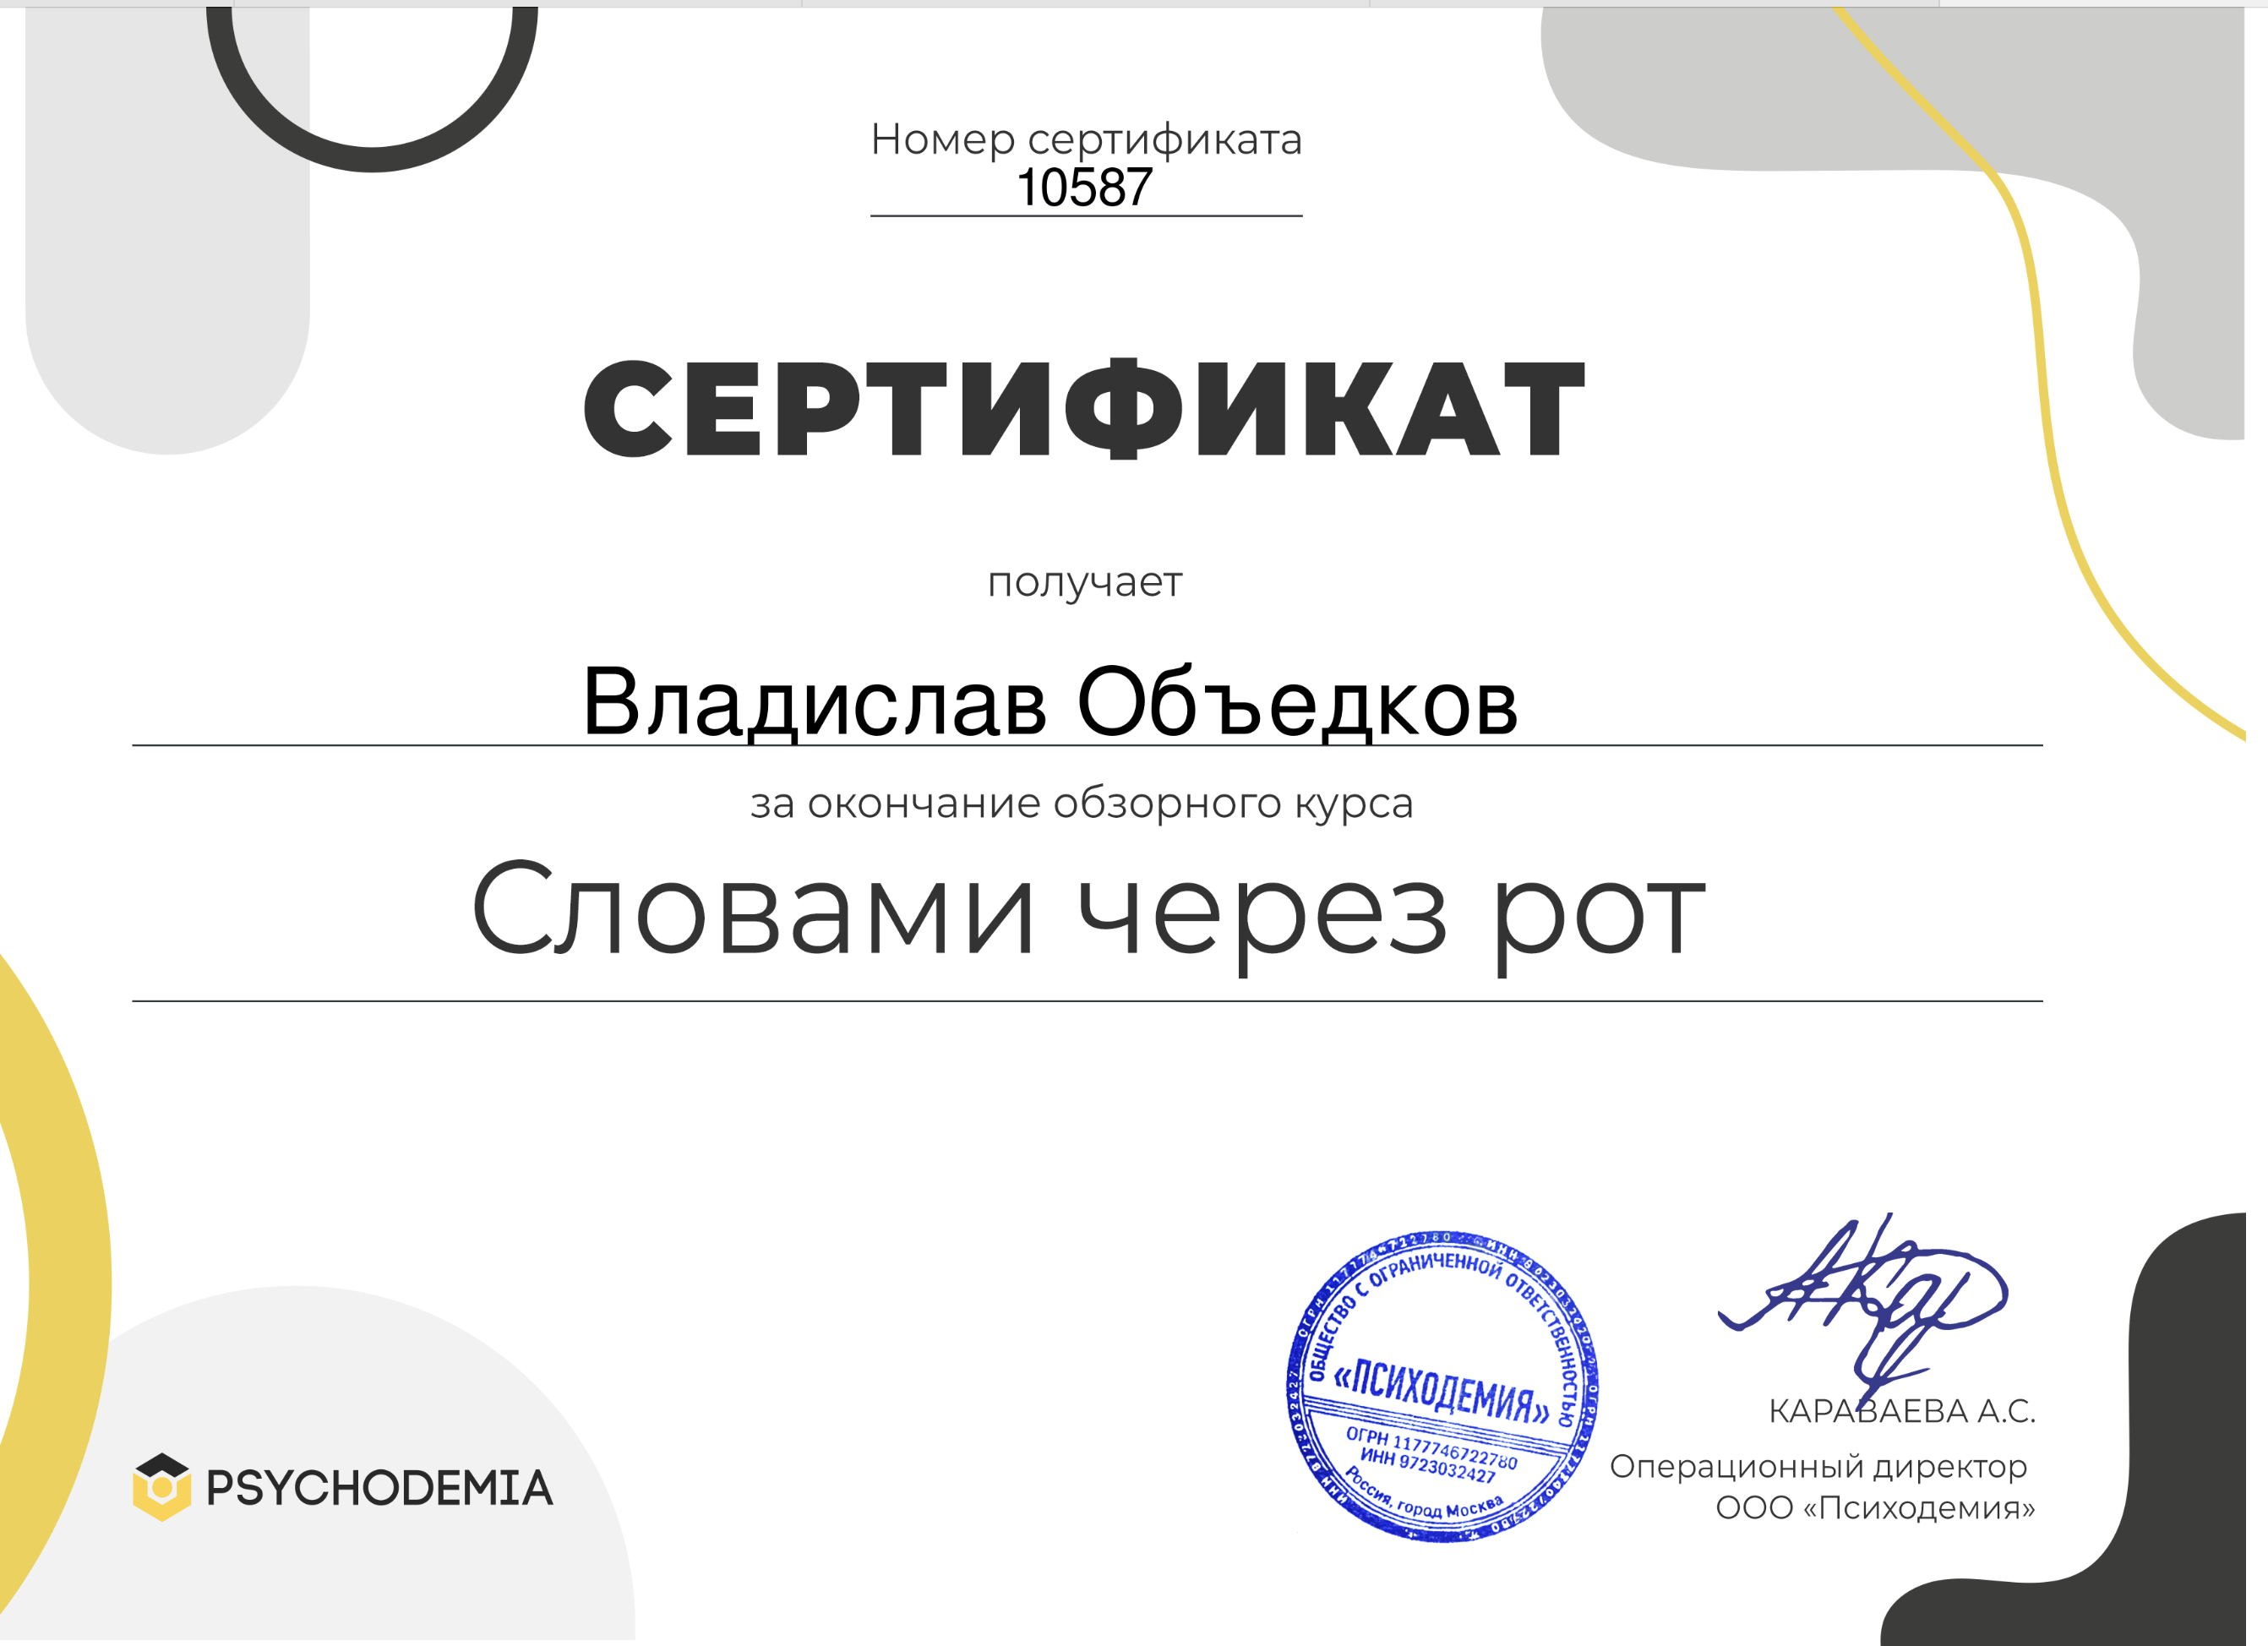 Номер сертификата
10587
СЕРТИФИКАТ
получает
Владислав Объедков
за окончание обзорного курса
Словами через рот
ОБЩЕСТВО С ОГРАНИЧЕННОЙ ОТВЕТСТВЕННОСТЬЮ
«ПСИХОДЕМИЯ»
ОГРН 1177746722780
ИНН 9723032427
Россия, город Москва
КАРАВАЕВА А.С.
Операционный директор
ООО «Психодемия»
PSYCHODEMIA